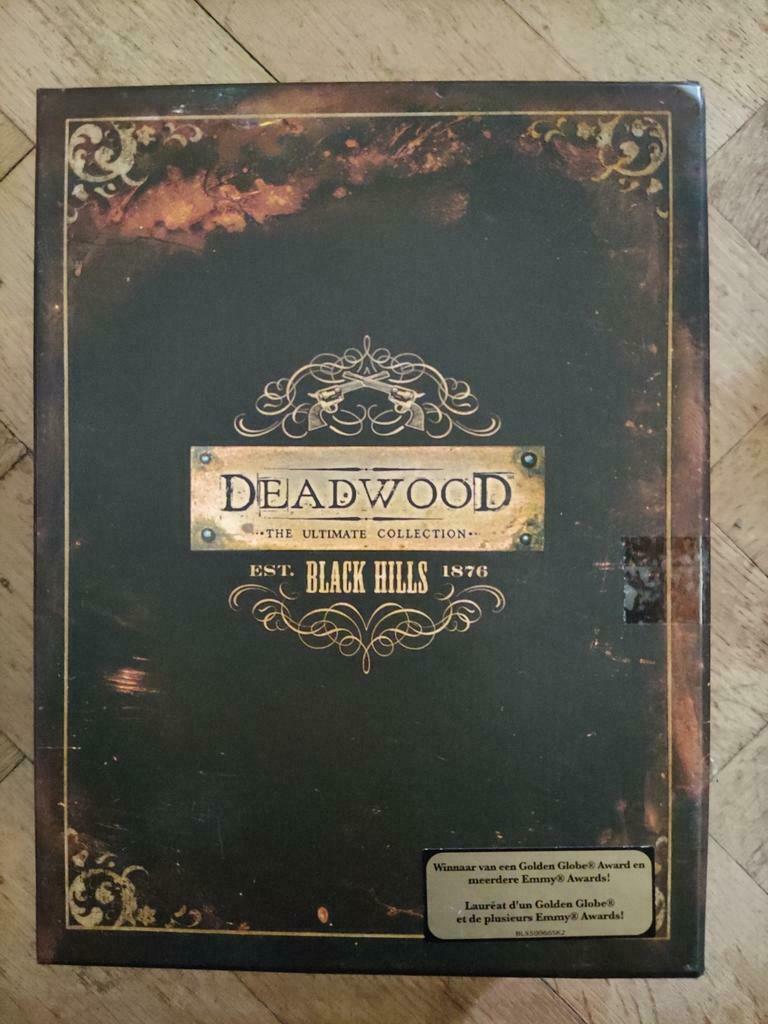 DEADWOOD
THE ULTIMATE COLLECTION
EST. BLACK HILLS 1876
Winnaar van een Golden Globe® Award en
meerdere Emmy® Awards!
Lauréat d'un Golden Globe®
et de plusieurs Emmy® Awards!